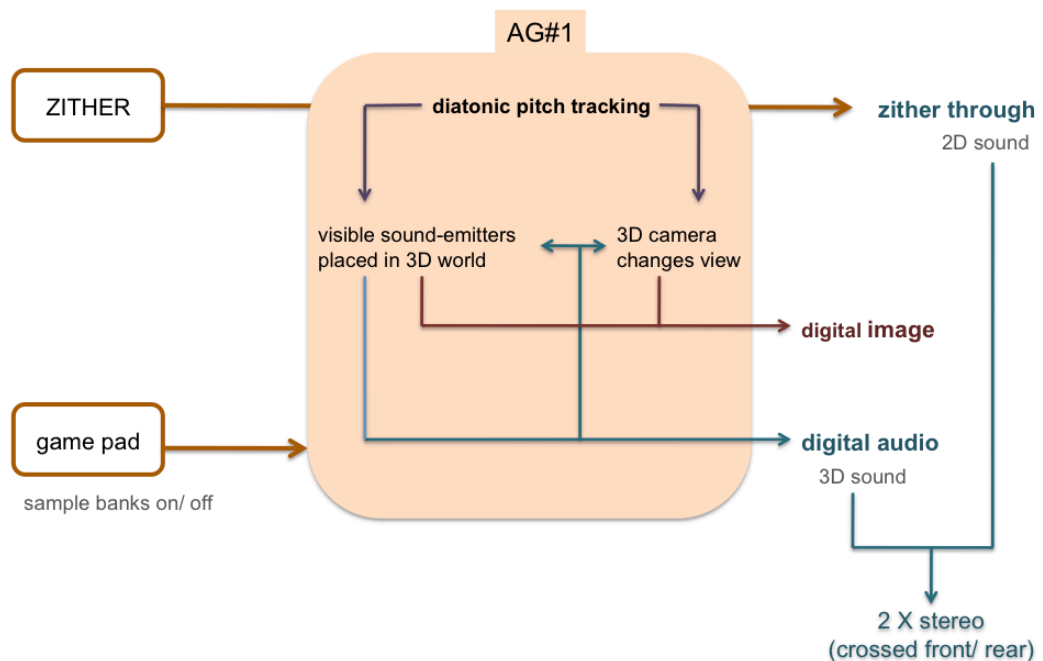 AG#1
ZITHER
diatonic pitch tracking
zither through
2D sound
visible sound-emitters
placed in 3D world
3D camera
changes view
digital image
game pad
sample banks on/ off
digital audio
3D sound
2 X stereo
(crossed front/ rear)